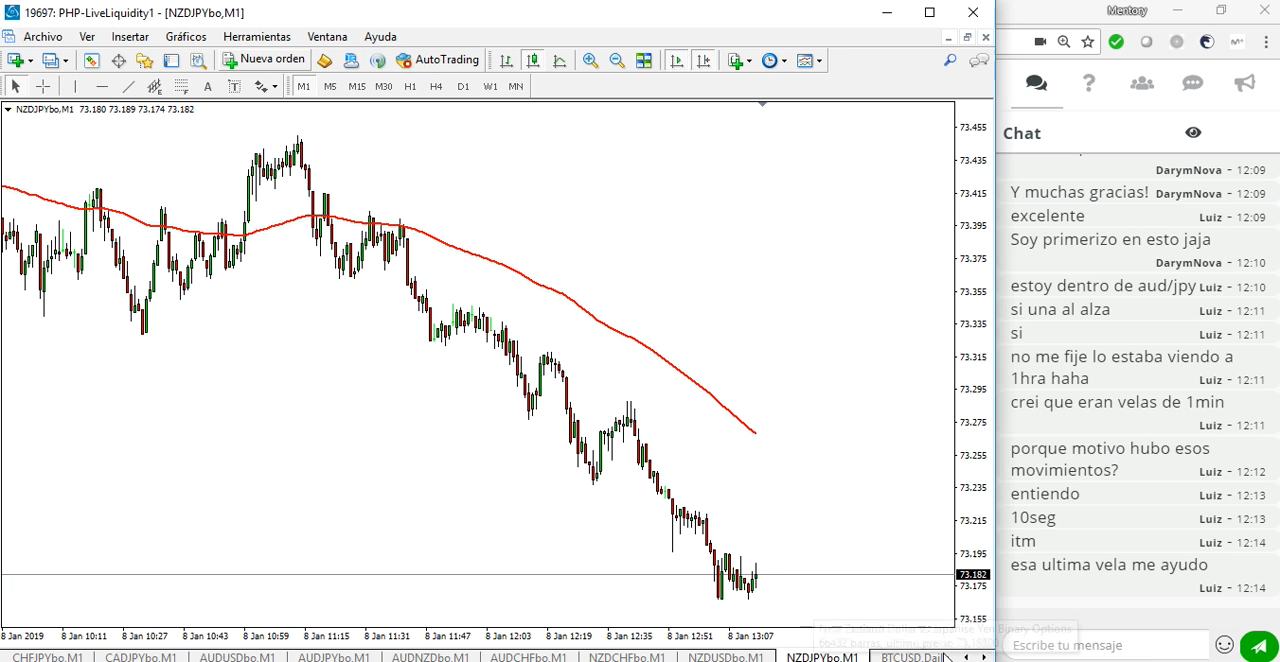 19697: PHP-LiveLiquidity1 - [NZDJPYbo,M1]
Mentory
Archivo Ver Insertar Gráficos Herramientas Ventana Ayuda
Nueva orden AutoTrading
A T M1 M5 M15 M30 H1 H4 D1 W1 MN
NZDJPYbo,M1 73.180 73.189 73.174 73.182
73.455
73.435
73.415
73.395
73.375
73.355
73.335
73.315
73.295
73.275
73.255
73.235
73.215
73.195
73.182
73.175
73.155
8 Jan 2019 8 Jan 10:11 8 Jan 10:27 8 Jan 10:43 8 Jan 10:59 8 Jan 11:15 8 Jan 11:31 8 Jan 11:47 8 Jan 12:03 8 Jan 12:19 8 Jan 12:35 8 Jan 12:51 8 Jan 13:07
CHFJPYbo,M1 CADJPYbo,M1 AUDUSDbo,M1 AUDJPYbo,M1 AUDNZDbo,M1 AUDCHFbo,M1 NZDCHFbo,M1 NZDUSDbo,M1 NZDJPYbo,M1 BTCUSD,Dail
Chat
DarymNova - 12:09
Y muchas gracias! DarymNova - 12:09
excelente Luiz - 12:09
Soy primerizo en esto jaja
DarymNova - 12:10
estoy dentro de aud/jpy Luiz - 12:10
si una al alza Luiz - 12:11
si Luiz - 12:11
no me fije lo estaba viendo a
1hra haha Luiz - 12:11
crei que eran velas de 1min
Luiz - 12:11
porque motivo hubo esos
movimientos? Luiz - 12:12
entiendo Luiz - 12:13
10seg Luiz - 12:13
itm Luiz - 12:14
esa ultima vela me ayudo
Luiz - 12:14
Escribe tu mensaje